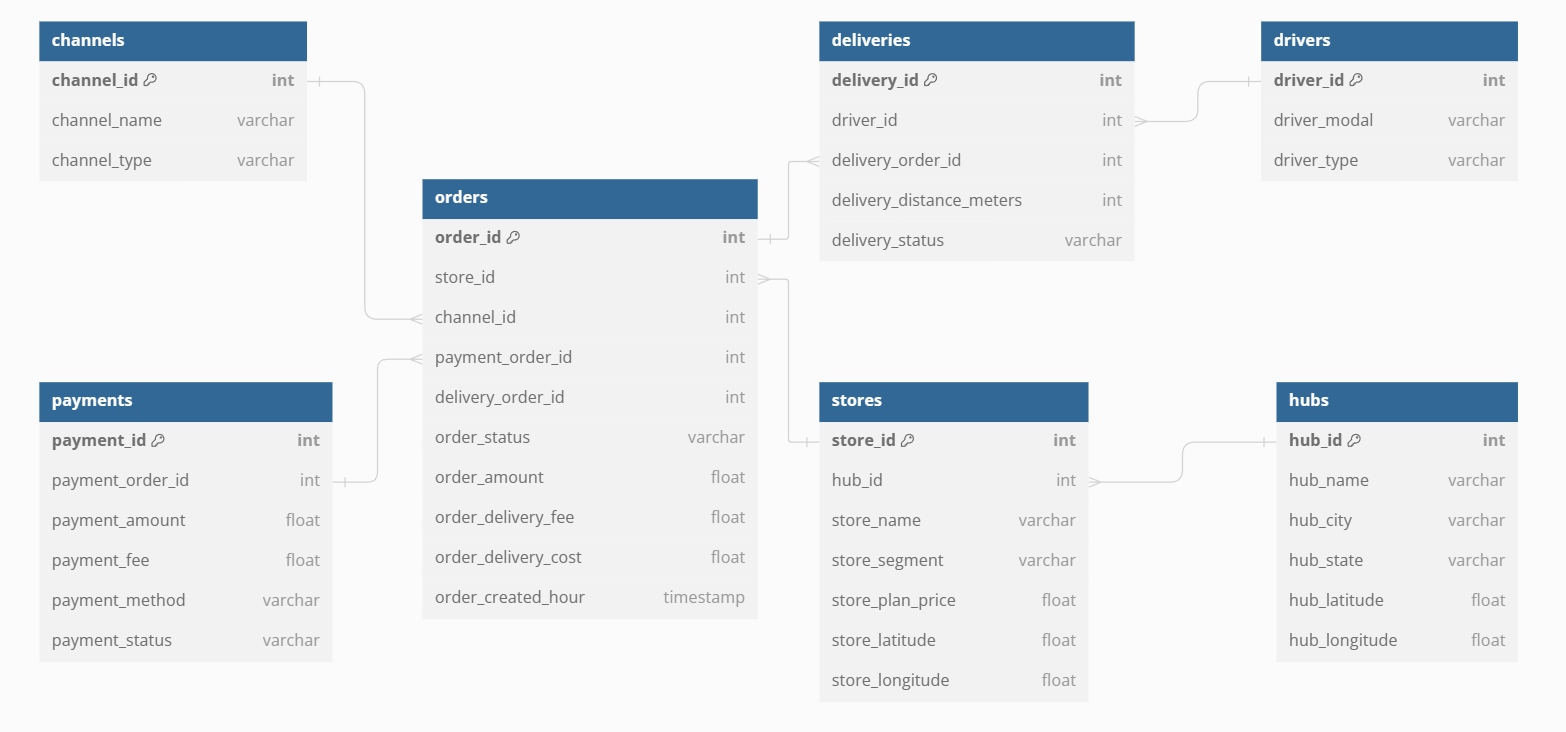 channels
channel_id int
channel_name varchar
channel_type varchar
deliveries
delivery_id int
driver_id int
delivery_order_id int
delivery_distance_meters int
delivery_status varchar
drivers
driver_id int
driver_modal varchar
driver_type varchar
orders
order_id int
store_id int
channel_id int
payment_order_id int
delivery_order_id int
order_status varchar
order_amount float
order_delivery_fee float
order_delivery_cost float
order_created_hour timestamp
payments
payment_id int
payment_order_id int
payment_amount float
payment_fee float
payment_method varchar
payment_status varchar
stores
store_id int
hub_id int
store_name varchar
store_segment varchar
store_plan_price float
store_latitude float
store_longitude float
hubs
hub_id int
hub_name varchar
hub_city varchar
hub_state varchar
hub_latitude float
hub_longitude float